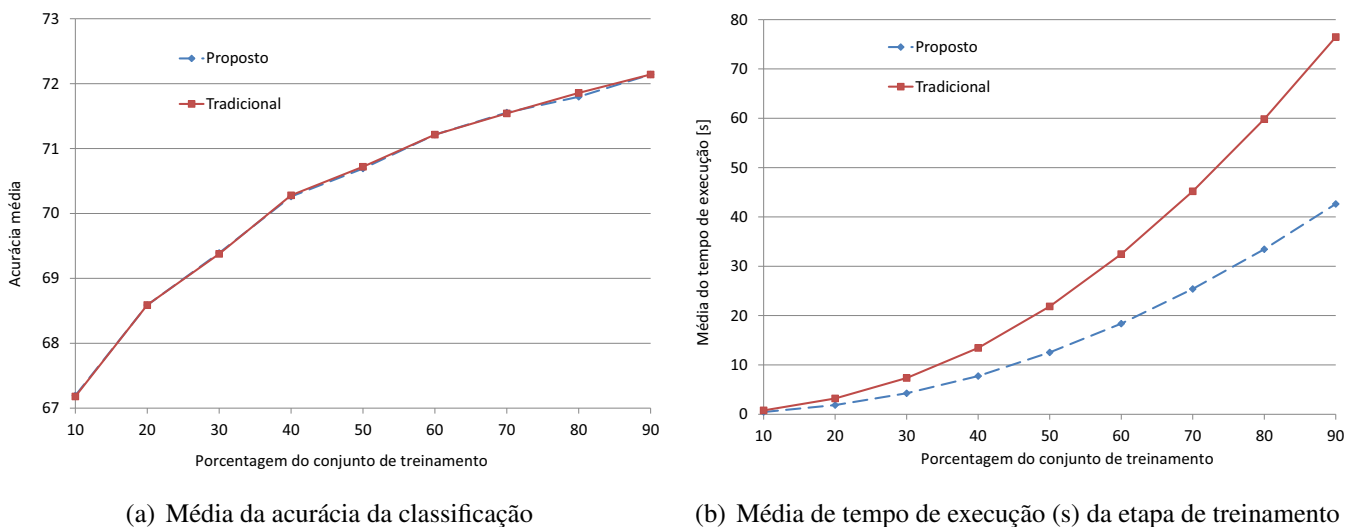 73
72
71
70
69
68
67
Acurácia média
Proposto
Tradicional
10 20 30 40 50 60 70 80 90
Porcentagem do conjunto de treinamento
(a) Média da acurácia da classificação
80
70
60
50
40
30
20
10
0
Média do tempo de execução [s]
Proposto
Tradicional
10 20 30 40 50 60 70 80 90
Porcentagem do conjunto de treinamento
(b) Média de tempo de execução (s) da etapa de treinamento